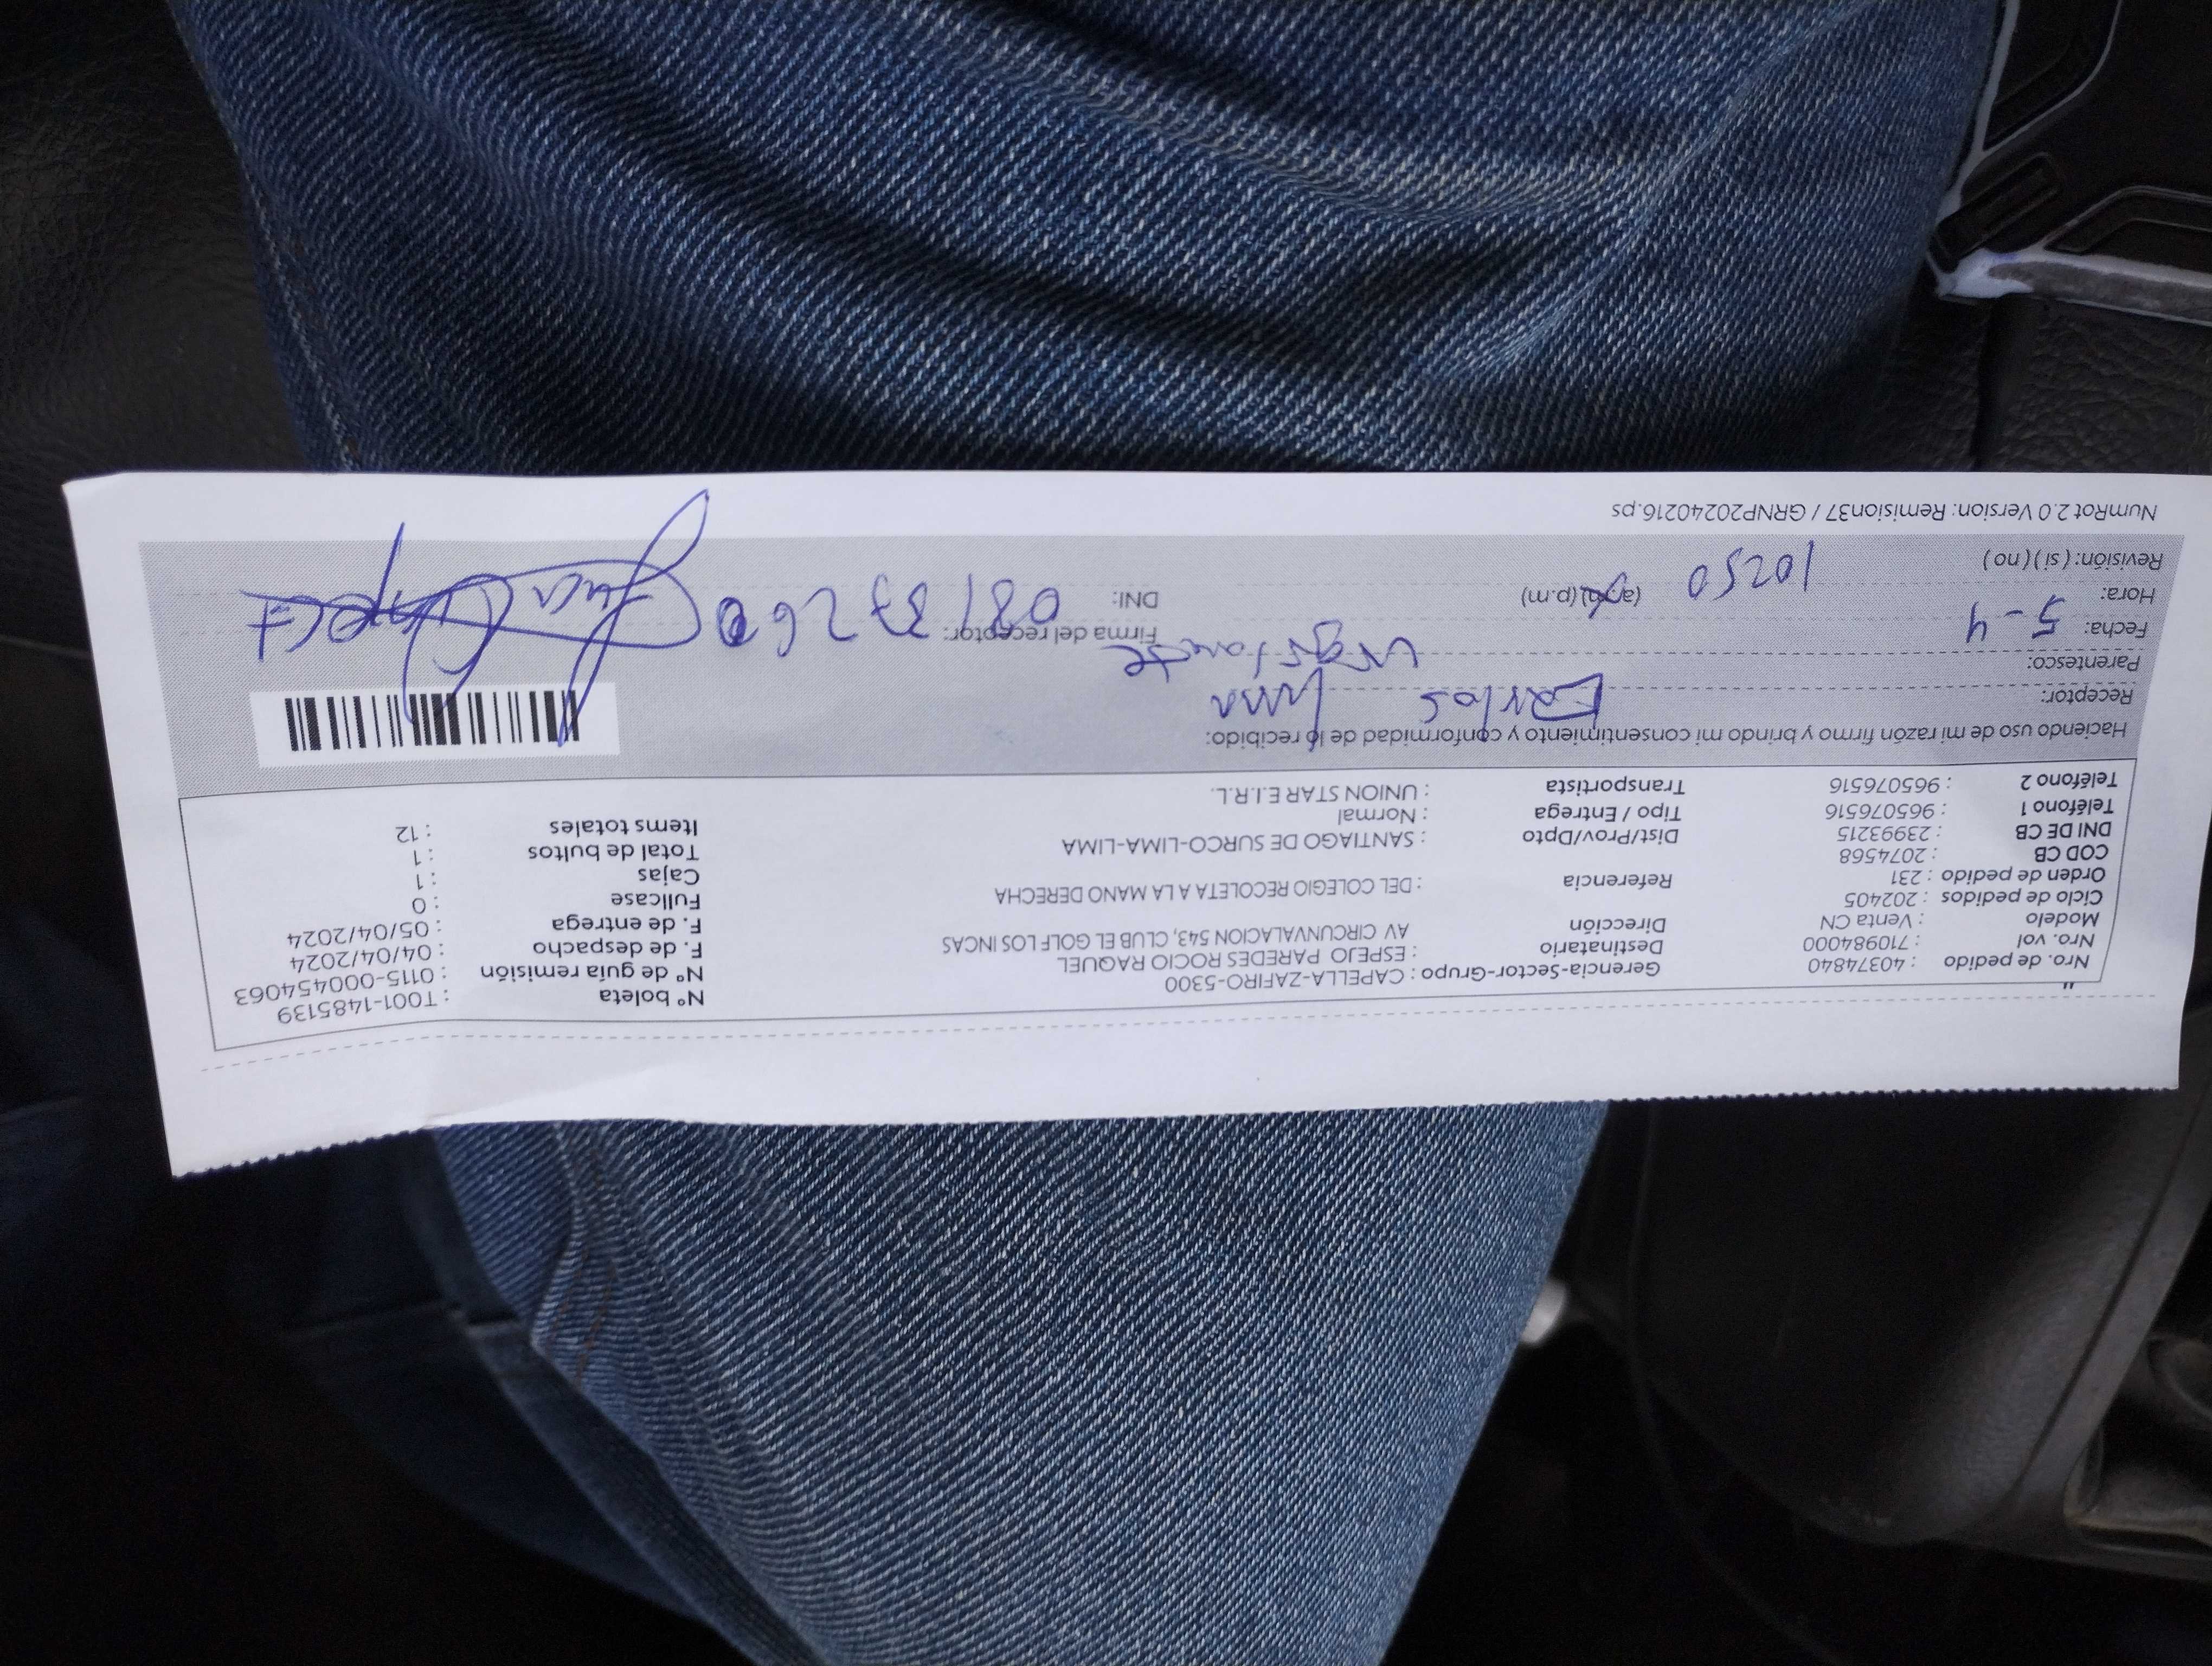 Nro. de pedido : 40374840 Gerencia-Sector-Grupo : CAPELLA-ZAFIRO-5300 N° boleta : T001-1485139
Nro. vol : 710984000 Destinatario : ESPEJO PAREDES ROCIO RAQUEL N° de guía remisión : 0115-000454063
Modelo : Venta CN Dirección AV CIRCUNVALACION 543, CLUB EL GOLF LOS INCAS F. de despacho : 04/04/2024
Ciclo de pedidos : 202405 F. de entrega : 05/04/2024
Orden de pedido : 231 Referencia : DEL COLEGIO RECOLETA A LA MANO DERECHA Fullcase : 0
COD CB : 2074568 Cajas : 1
DNI DE CB : 23993215 Dist/Prov/Dpto : SANTIAGO DE SURCO-LIMA-LIMA Total de bultos : 1
Teléfono 1 : 965076516 Tipo / Entrega : Normal Items totales : 12
Teléfono 2 : 965076516 Transportista : UNION STAR E.I.R.L.
Haciendo uso de mi razón firmo y brindo mi consentimiento y conformidad de lo recibido:
Receptor: Carlos Luna
Parentesco: vigilante
Fecha: 5-4 Firma del receptor:
Hora: 10:50 (a.m)(p.m) DNI:
Revisión: ( si ) ( no )
NumRot 2.0 Version: Remision37 / GRNP20240216.ps